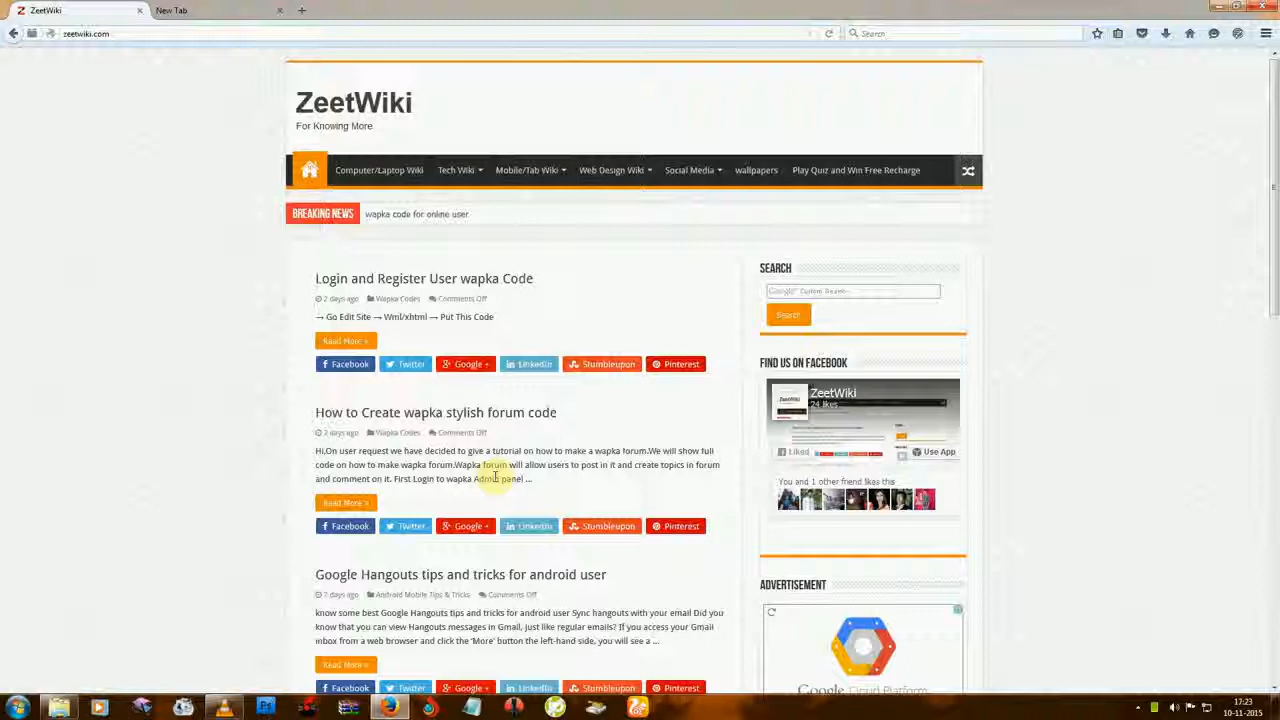 ZeetWiki
New Tab
zeetwiki.com
Search
ZeetWiki
For Knowing More
Computer/Laptop Wiki Tech Wiki Mobile/Tab Wiki Web Design Wiki Social Media wallpapers Play Quiz and Win Free Recharge
BREAKING NEWS wapka code for online user
Login and Register User wapka Code
2 days ago Wapka Codes Comments Off
→ Go Edit Site → Wml/xhtml → Put This Code
Read More »
Facebook Twitter Google + LinkedIn Stumbleupon Pinterest
How to Create wapka stylish forum code
Wapka Codes Comments Off
Hi,On user request we have decided to give a tutorial on how to make a wapka forum.We will show full
code on how to make wapka forum.Wapka forum will allow users to post in it and create topics in forum
and comment on it. First Login to wapka Admin panel ...
Read More »
Facebook Twitter Google + LinkedIn Stumbleupon Pinterest
Google Hangouts tips and tricks for android user
7 days ago Android Mobile Tips & Tricks Comments Off
know some best Google Hangouts tips and tricks for android user Sync hangouts with your email Did you
know that you can view Hangouts messages in Gmail, just like regular emails? If you access your Gmail
inbox from a web browser and click the 'More' button the left-hand side, you will see a ...
Read More »
Facebook Twitter Google + LinkedIn Stumbleupon Pinterest
SEARCH
Google Custom Search
Search
FIND US ON FACEBOOK
ZeetWiki
24 likes
Liked
Use App
You and 1 other friend likes this
ADVERTISEMENT
Google Cloud Platform
17:23
10-11-2015